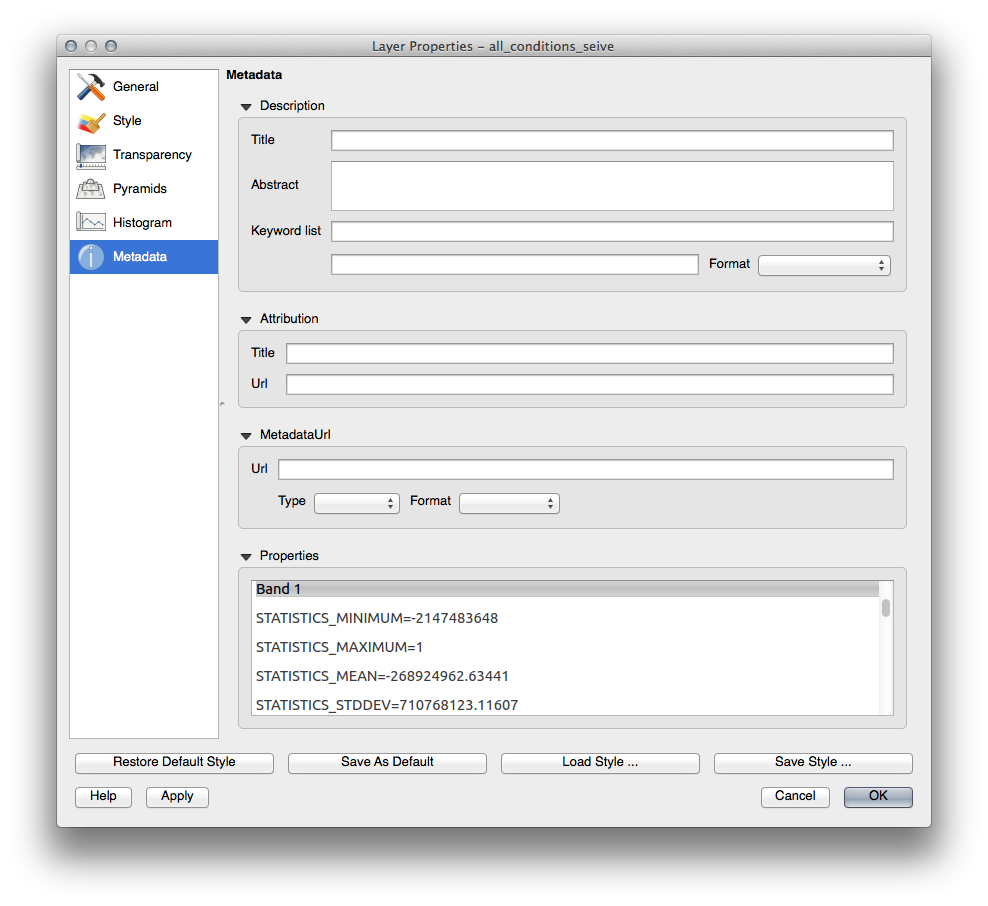 Layer Properties – all_conditions_seive
General
Style
Transparency
Pyramids
Histogram
Metadata
Metadata
Description
Title
Abstract
Keyword list
Format
Attribution
Title
Url
MetadataUrl
Url
Type Format
Properties
Band 1
STATISTICS_MINIMUM=-2147483648
STATISTICS_MAXIMUM=1
STATISTICS_MEAN=-268924962.63441
STATISTICS_STDDEV=710768123.11607
Restore Default Style Save As Default Load Style ... Save Style ...
Help Apply Cancel OK